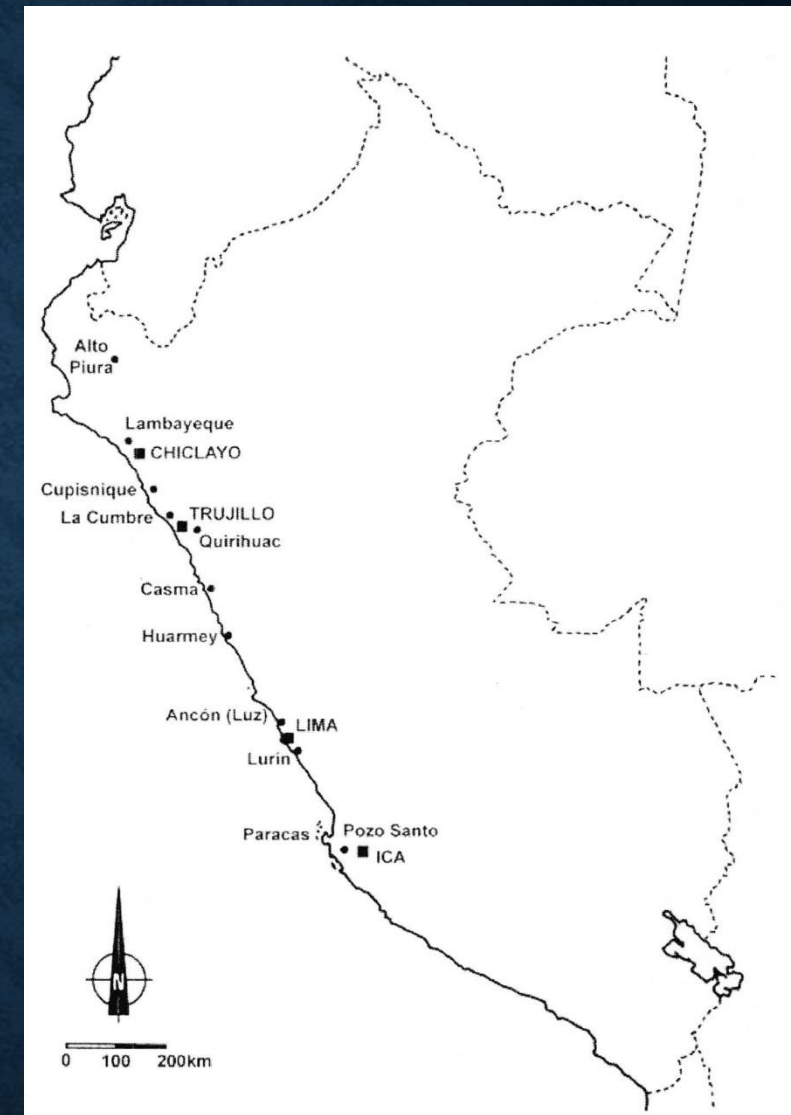 Alto
Piura
Lambayeque
CHICLAYO
Cupisnique
La Cumbre
TRUJILLO
Quirihuac
Casma
Huarmey
Ancón (Luz)
LIMA
Lurín
Paracas
Pozo Santo
ICA
N
0 100 200km